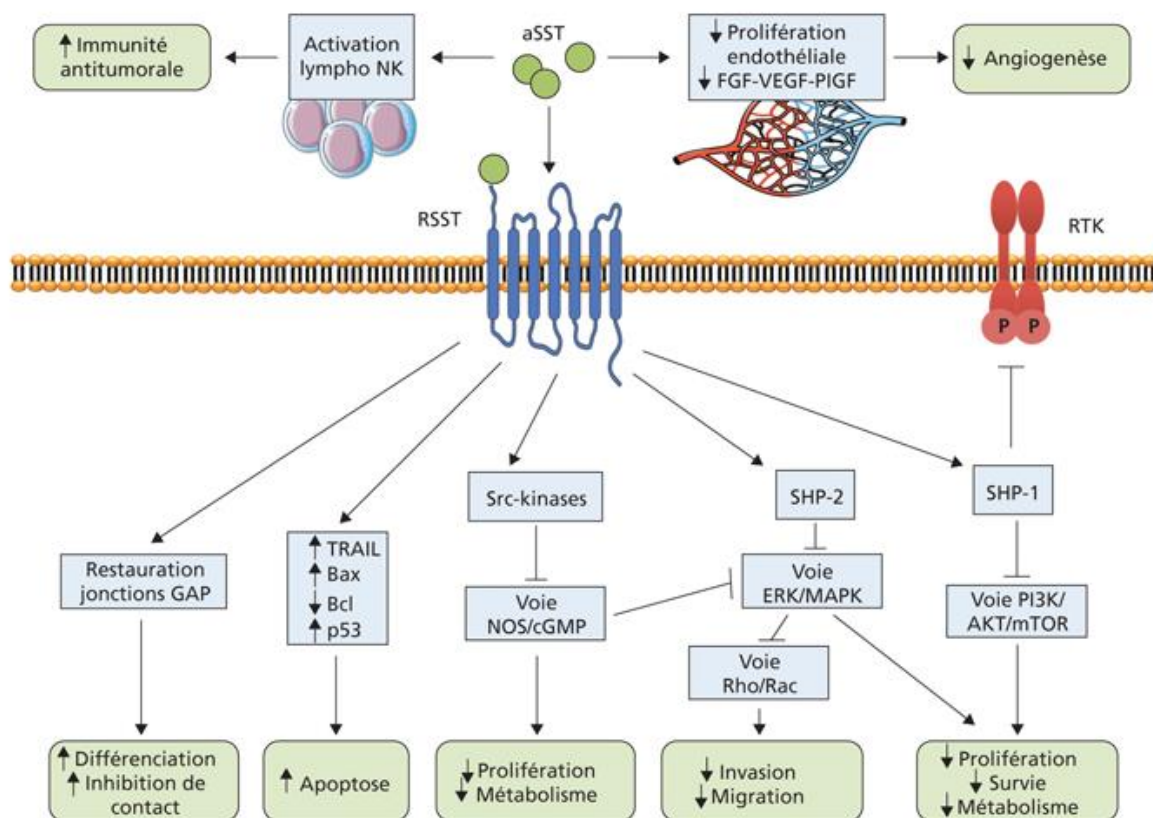 aSST
↑ Immunité
antitumorale
Activation
lympho NK
↓ Prolifération
endothéliale
↓ FGF-VEGF-PlGF
↓ Angiogenèse
RSST
RTK
P P
Src-kinases
SHP-2
SHP-1
Restauration
jonctions GAP
↑ TRAIL
↑ Bax
↓ Bcl
↑ p53
Voie
NOS/cGMP
Voie
ERK/MAPK
Voie PI3K/
AKT/mTOR
Voie
Rho/Rac
↑ Différenciation
↑ Inhibition de
contact
↑ Apoptose
↓ Prolifération
↓ Métabolisme
↓ Invasion
↓ Migration
↓ Prolifération
↓ Survie
↓ Métabolisme